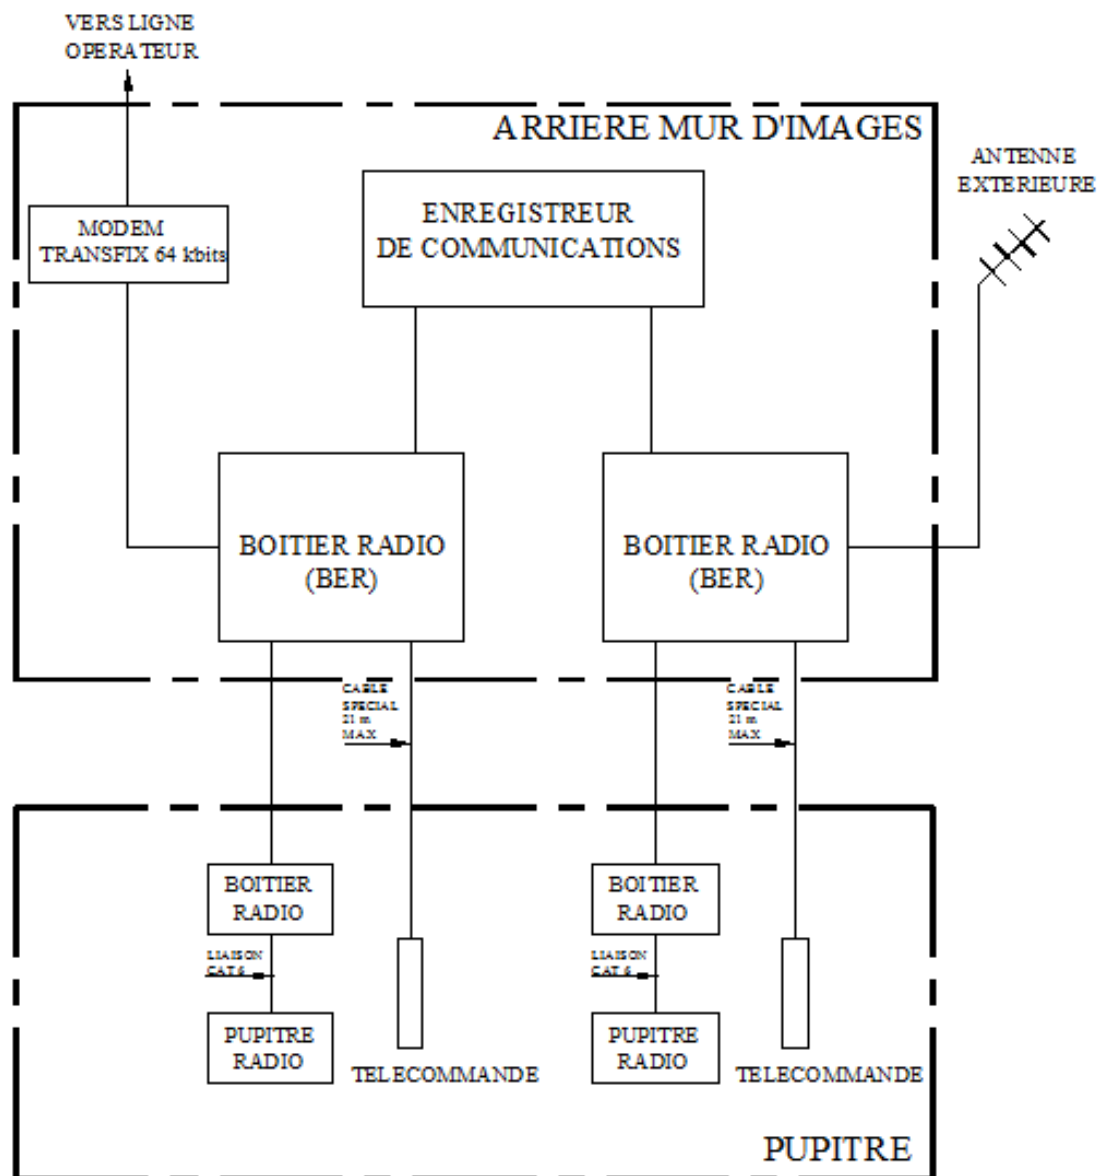 VERS LIGNE
OPERATEUR
ARRIERE MUR D'IMAGES
ANTENNE
EXTERIEURE
MODEM
TRANSFIX 64 kbits
ENREGISTREUR
DE COMMUNICATIONS
BOITIER RADIO
(BER)
BOITIER RADIO
(BER)
CABLE
SPECIAL
21 m
MAX
CABLE
SPECIAL
21 m
MAX
BOITIER
RADIO
BOITIER
RADIO
LIAISON
CAT 6
LIAISON
CAT 6
PUPITRE
RADIO
TELECOMMANDE
PUPITRE
RADIO
TELECOMMANDE
PUPITRE